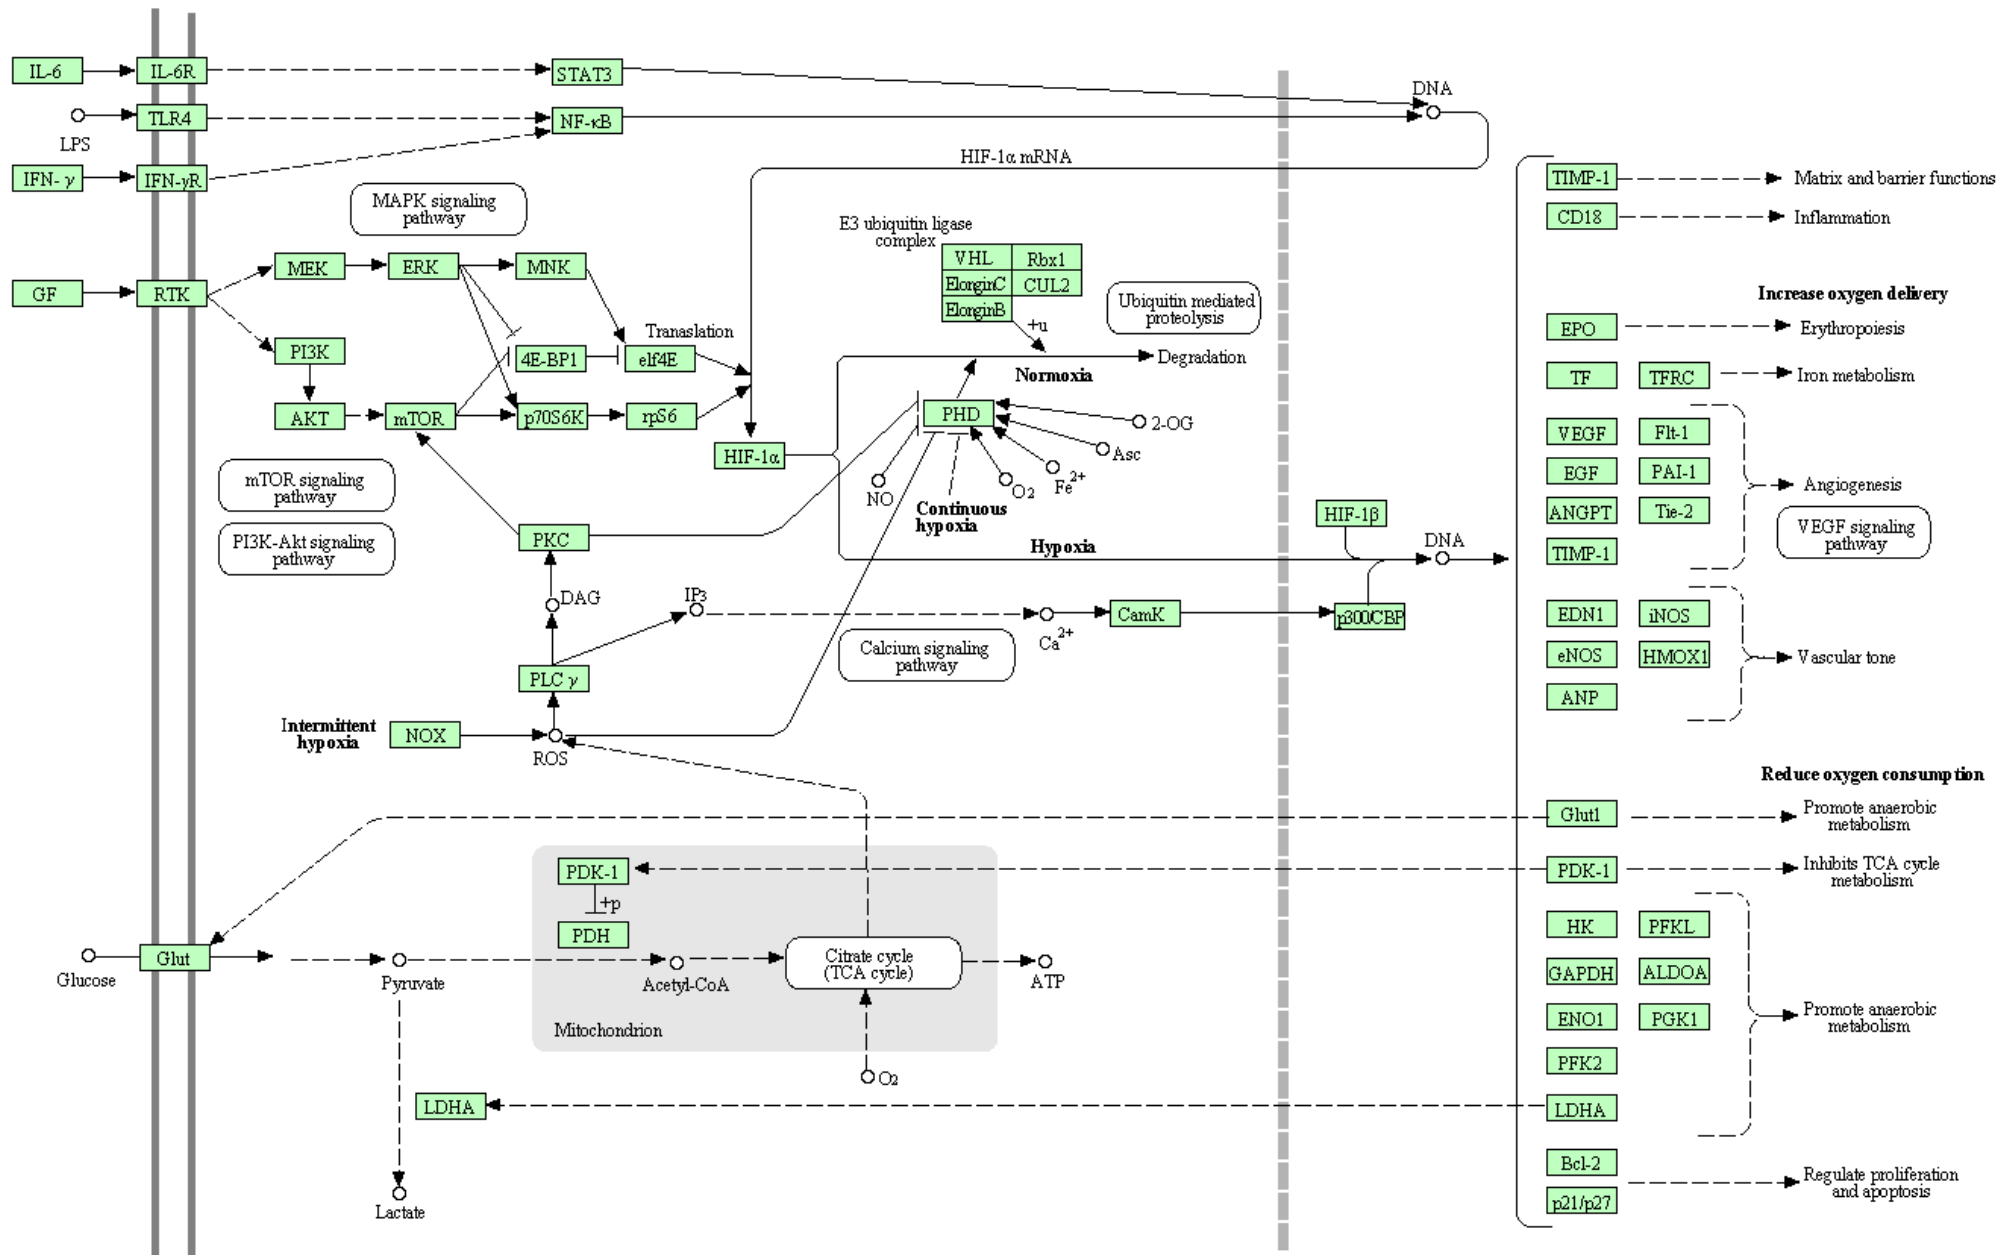 IL-6
IL-6R
STAT3
DNA
LPS
TLR4
NF-κB
IFN-γ
IFN-γR
HIF-1α mRNA
MAPK signaling
pathway
E3 ubiquitin ligase
complex
VHL
Rbx1
ElonginC
CUL2
ElonginB
+u
Ubiquitin mediated
proteolysis
GF
RTK
MEK
ERK
MNK
Tranaslation
PI3K
4E-BP1
elf4E
Degradation
Normoxia
AKT
mTOR
p70S6K
rpS6
PHD
2-OG
Asc
Fe2+
O2
NO
HIF-1α
Continuous
hypoxia
mTOR signaling
pathway
PI3K-Akt signaling
pathway
PKC
Hypoxia
HIF-1β
DNA
DAG
IP3
Ca2+
CamK
p300/CBP
Calcium signaling
pathway
PLC γ
Intermittent
hypoxia
NOX
ROS
PDK-1
+p
PDH
Glucose
Glut
Pyruvate
Acetyl-CoA
Citrate cycle
(TCA cycle)
ATP
Mitochondrion
O2
LDHA
Lactate
TIMP-1
Matrix and barrier functions
CD18
Inflammation
Increase oxygen delivery
EPO
Erythropoiesis
TF
TFRC
Iron metabolism
VEGF
Flt-1
EGF
PAI-1
Angiogenesis
ANGPT
Tie-2
VEGF signaling
pathway
TIMP-1
EDN1
iNOS
eNOS
HMOX1
Vascular tone
ANP
Reduce oxygen consumption
Glut1
Promote anaerobic
metabolism
PDK-1
Inhibits TCA cycle
metabolism
HK
PFKL
GAPDH
ALDOA
ENO1
PGK1
Promote anaerobic
metabolism
PFK2
LDHA
Bcl-2
p21/p27
Regulate proliferation
and apoptosis